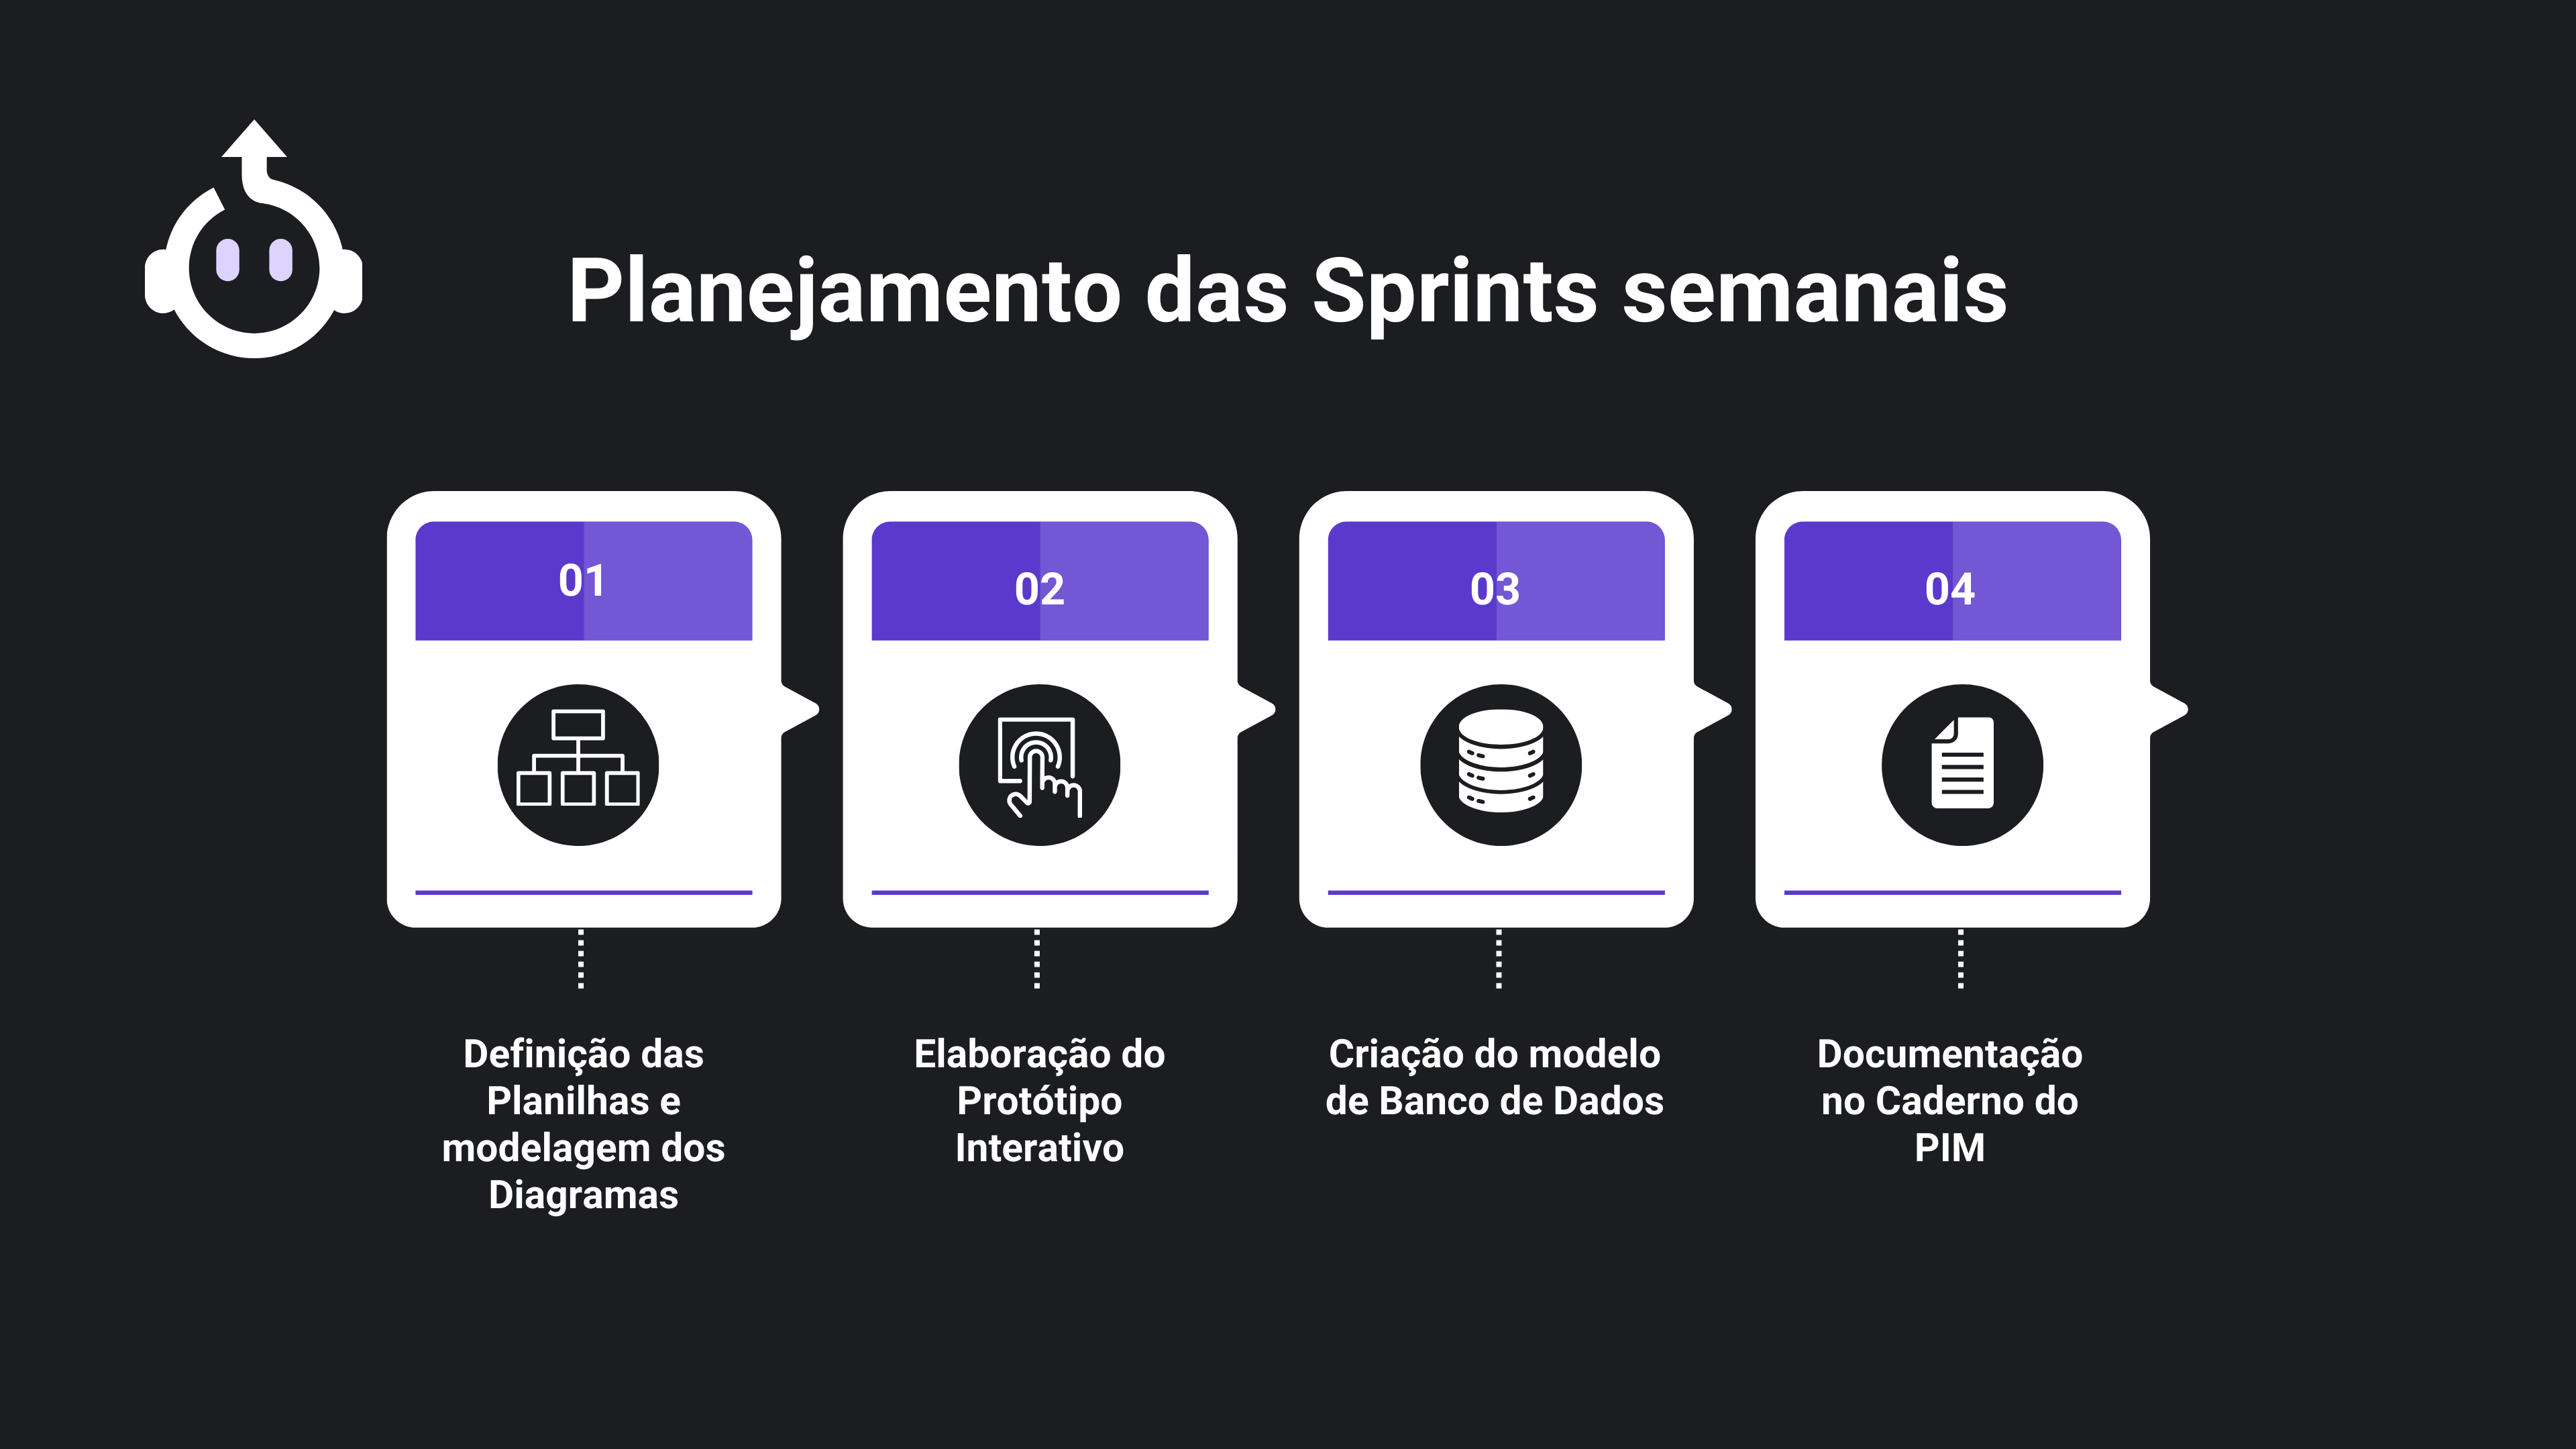 Planejamento das Sprints semanais
01
02
03
04
Definição das
Planilhas e
modelagem dos
Diagramas
Elaboração do
Protótipo
Interativo
Criação do modelo
de Banco de Dados
Documentação
no Caderno do
PIM